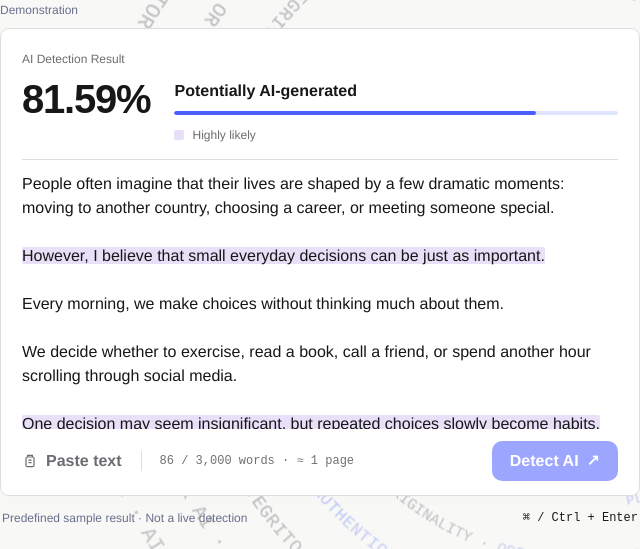 Demonstration
AI Detection Result
81.59%
Potentially AI-generated
Highly likely
People often imagine that their lives are shaped by a few dramatic moments:
moving to another country, choosing a career, or meeting someone special.
However, I believe that small everyday decisions can be just as important.
Every morning, we make choices without thinking much about them.
We decide whether to exercise, read a book, call a friend, or spend another hour
scrolling through social media.
One decision may seem insignificant, but repeated choices slowly become habits.
Paste text
86 / 3,000 words · ≈ 1 page
Detect AI ↗
Predefined sample result · Not a live detection
⌘ / Ctrl + Enter